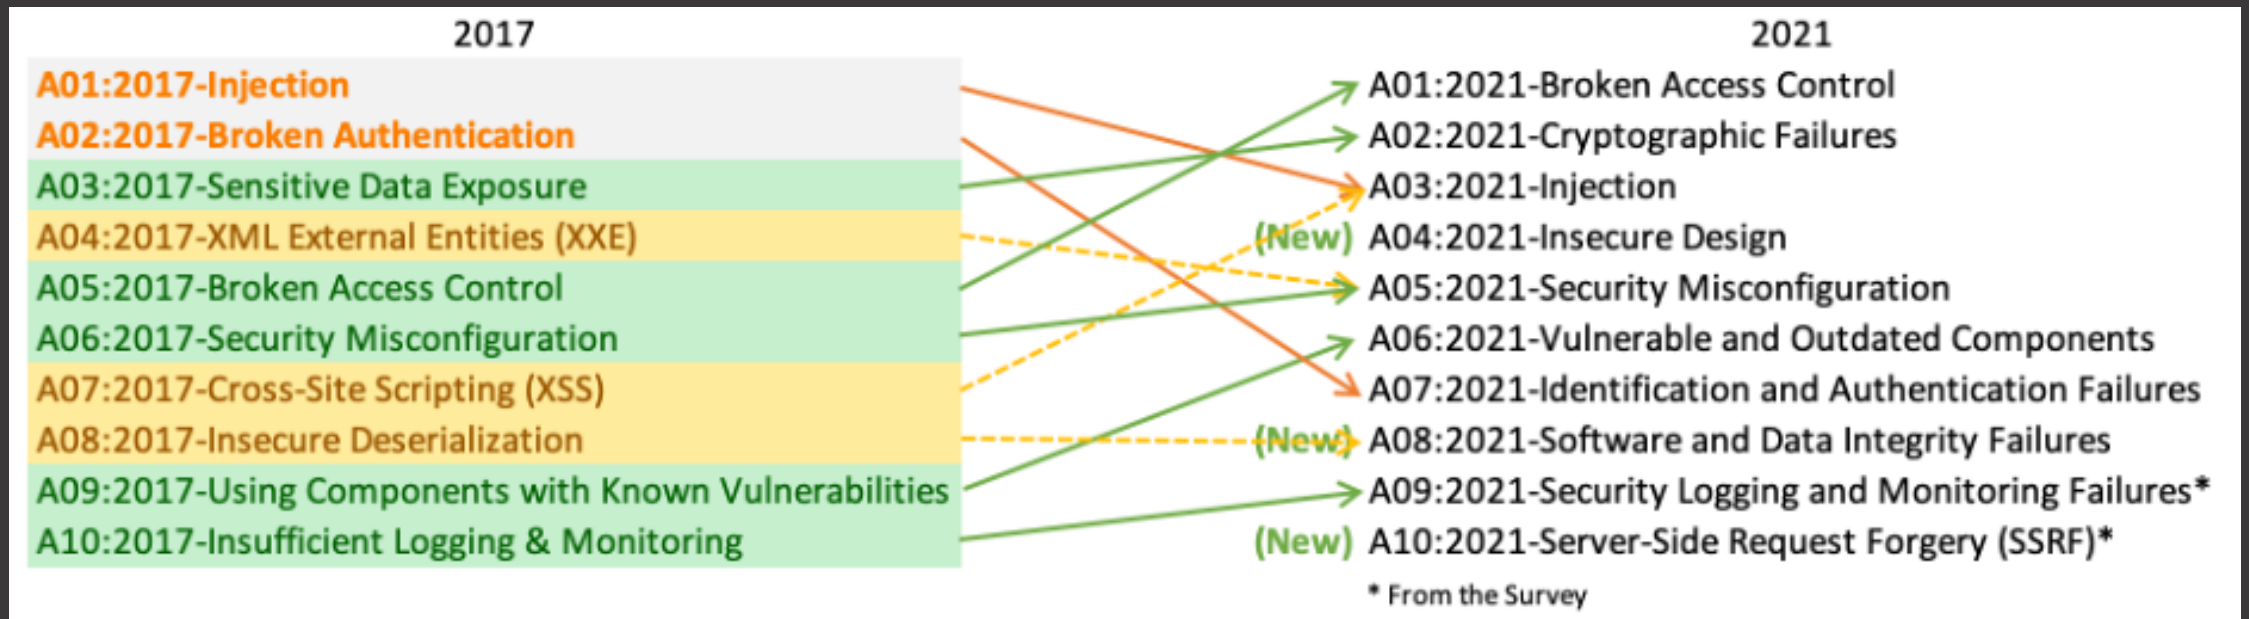 2017
A01:2017-Injection
A02:2017-Broken Authentication
A03:2017-Sensitive Data Exposure
A04:2017-XML External Entities (XXE)
A05:2017-Broken Access Control
A06:2017-Security Misconfiguration
A07:2017-Cross-Site Scripting (XSS)
A08:2017-Insecure Deserialization
A09:2017-Using Components with Known Vulnerabilities
A10:2017-Insufficient Logging & Monitoring
2021
A01:2021-Broken Access Control
A02:2021-Cryptographic Failures
A03:2021-Injection
(New) A04:2021-Insecure Design
A05:2021-Security Misconfiguration
A06:2021-Vulnerable and Outdated Components
A07:2021-Identification and Authentication Failures
(New) A08:2021-Software and Data Integrity Failures
A09:2021-Security Logging and Monitoring Failures*
(New) A10:2021-Server-Side Request Forgery (SSRF)*
* From the Survey